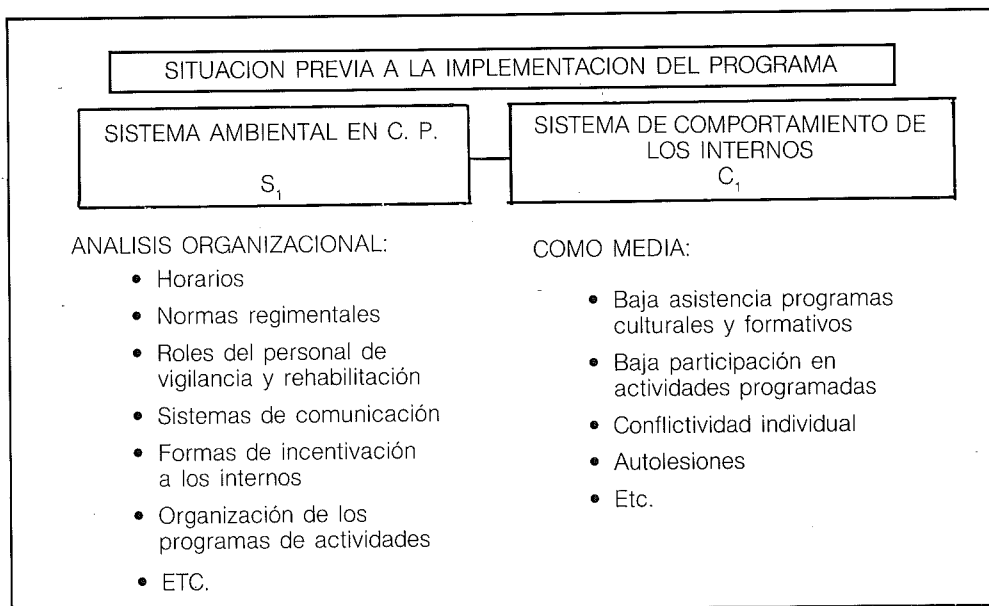 SITUACION PREVIA A LA IMPLEMENTACION DEL PROGRAMA
SISTEMA AMBIENTAL EN C. P.
S₁
SISTEMA DE COMPORTAMIENTO DE
LOS INTERNOS
C₁
ANALISIS ORGANIZACIONAL:
• Horarios
• Normas regimentales
• Roles del personal de
vigilancia y rehabilitación
• Sistemas de comunicación
• Formas de incentivación
a los internos
• Organización de los
programas de actividades
• ETC.
COMO MEDIA:
• Baja asistencia programas
culturales y formativos
• Baja participación en
actividades programadas
• Conflictividad individual
• Autolesiones
• Etc.